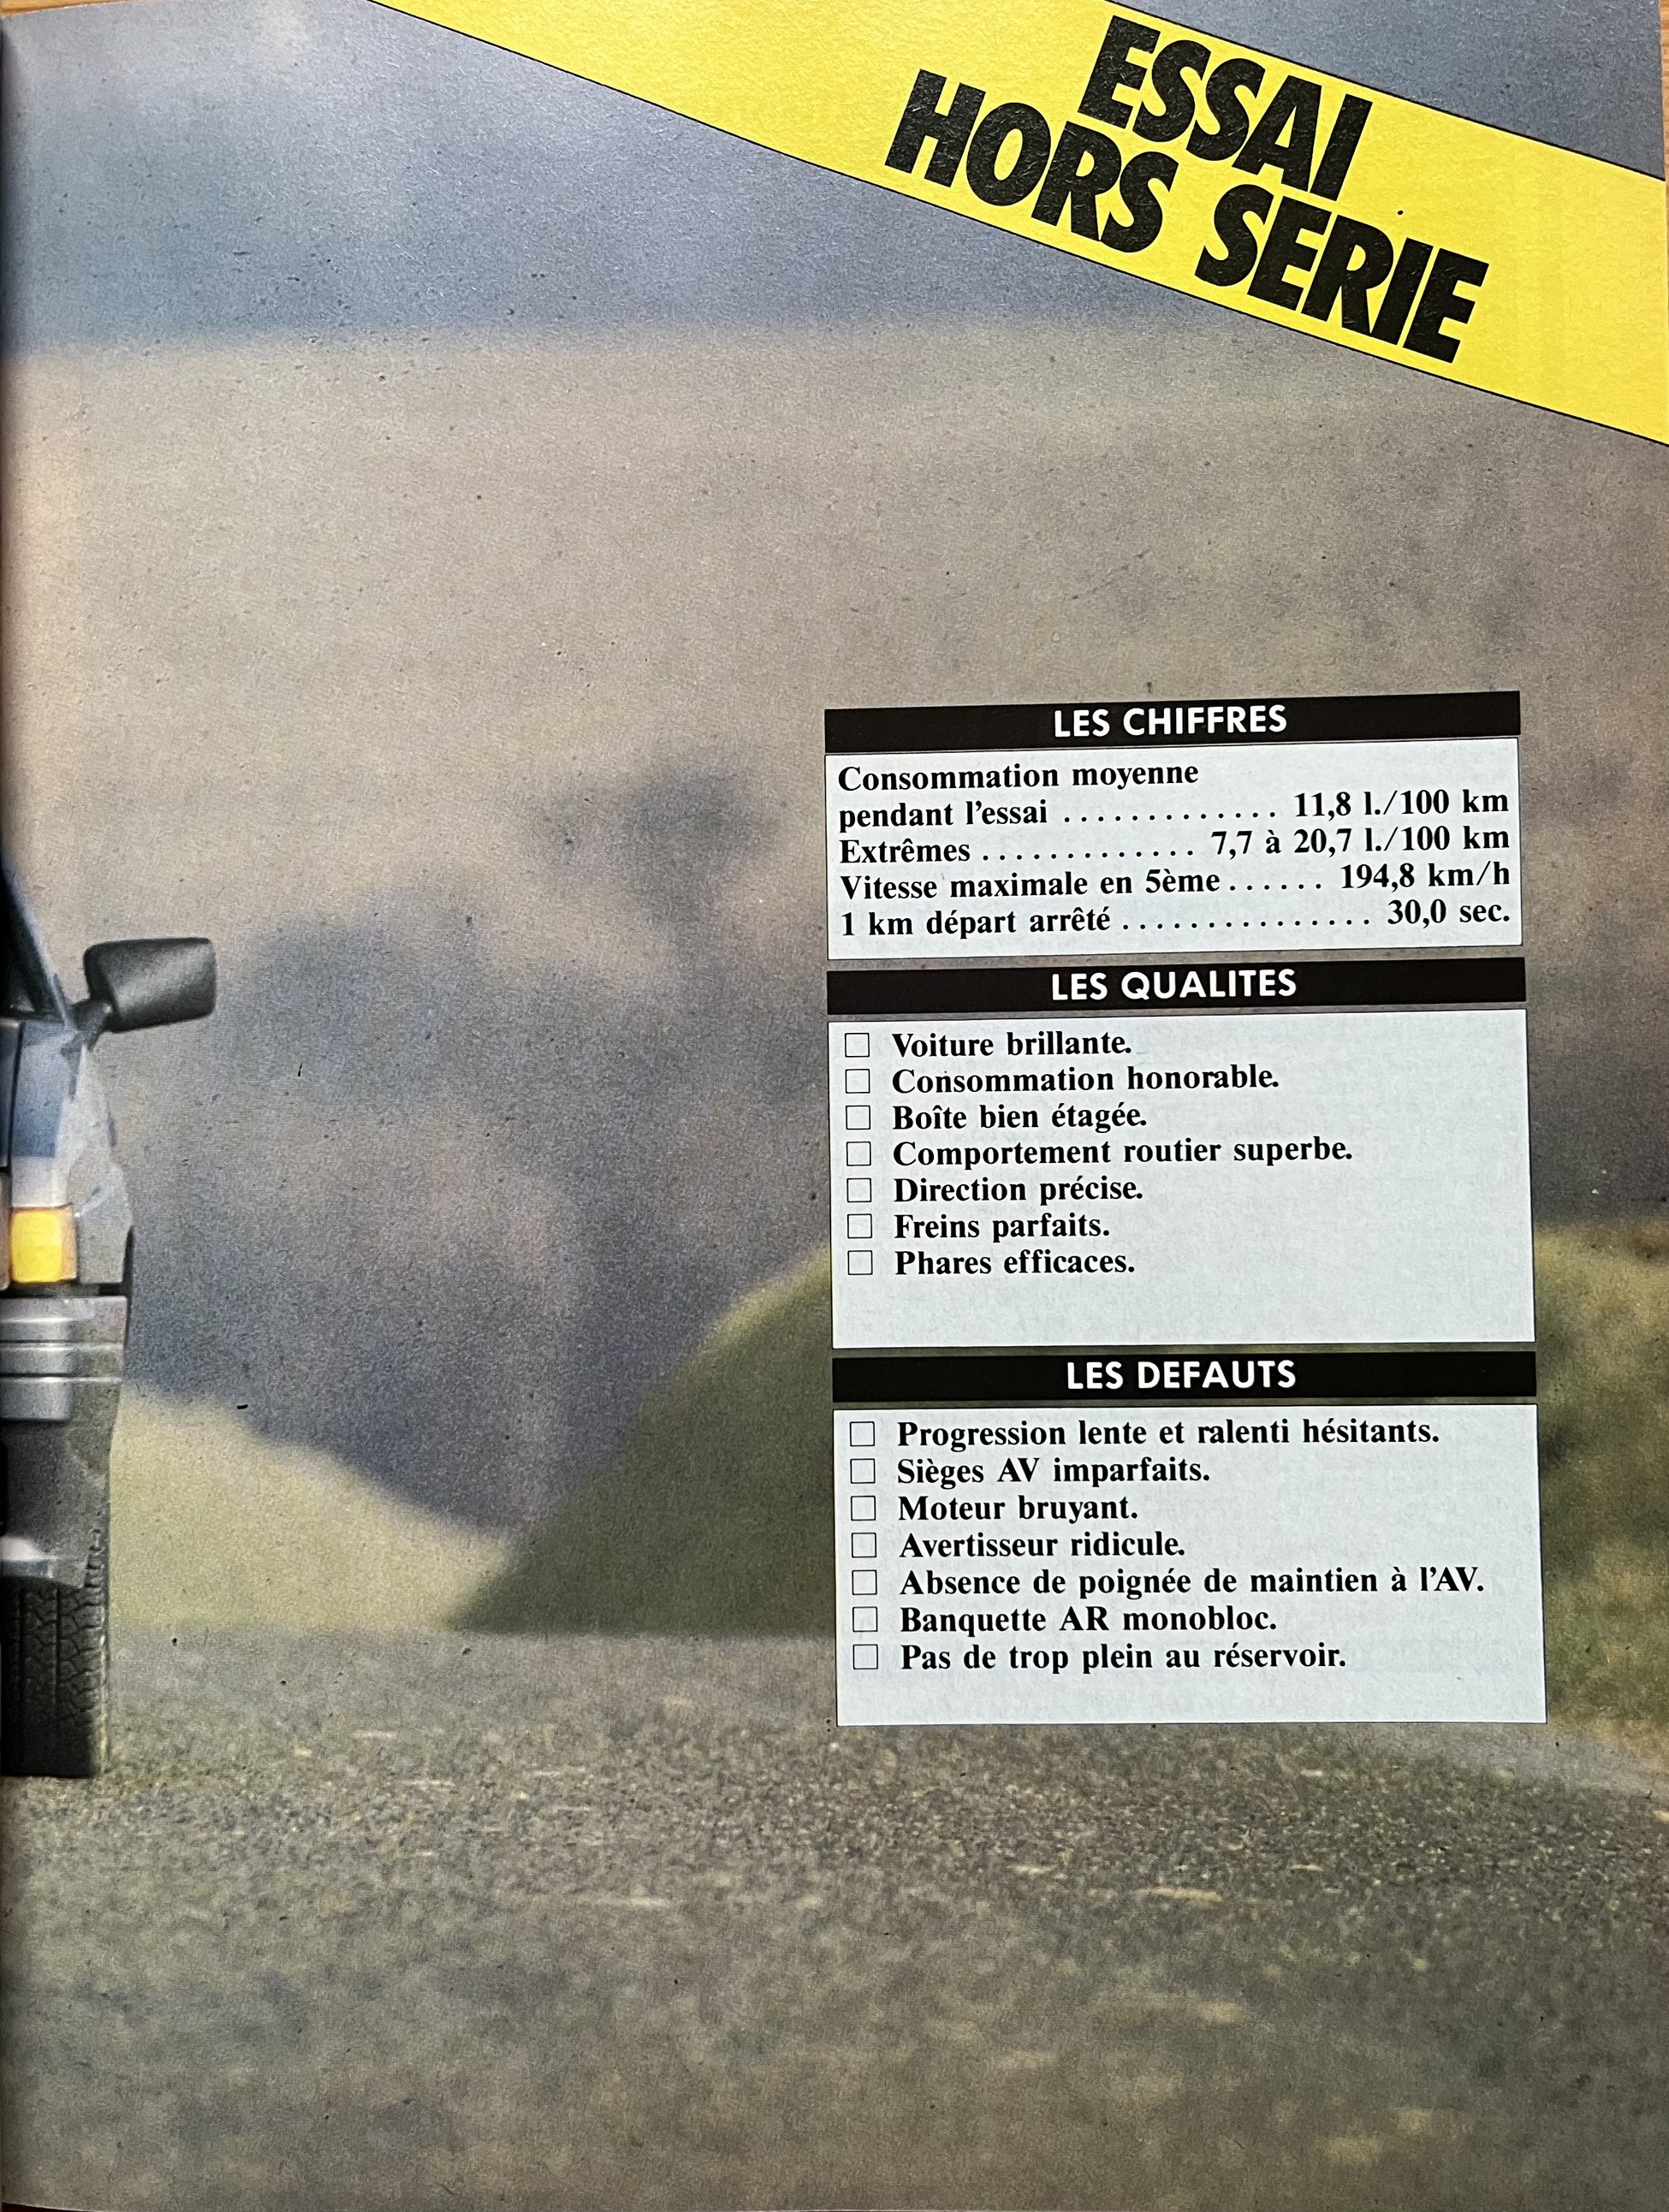 ESSAI
HORS SERIE
LES CHIFFRES
Consommation moyenne
pendant l'essai ............. 11,8 l./100 km
Extrêmes ............. 7,7 à 20,7 l./100 km
Vitesse maximale en 5ème ...... 194,8 km/h
1 km départ arrêté ............... 30,0 sec.
LES QUALITES
☐ Voiture brillante.
☐ Consommation honorable.
☐ Boîte bien étagée.
☐ Comportement routier superbe.
☐ Direction précise.
☐ Freins parfaits.
☐ Phares efficaces.
LES DEFAUTS
☐ Progression lente et ralenti hésitants.
☐ Sièges AV imparfaits.
☐ Moteur bruyant.
☐ Avertisseur ridicule.
☐ Absence de poignée de maintien à l'AV.
☐ Banquette AR monobloc.
☐ Pas de trop plein au réservoir.